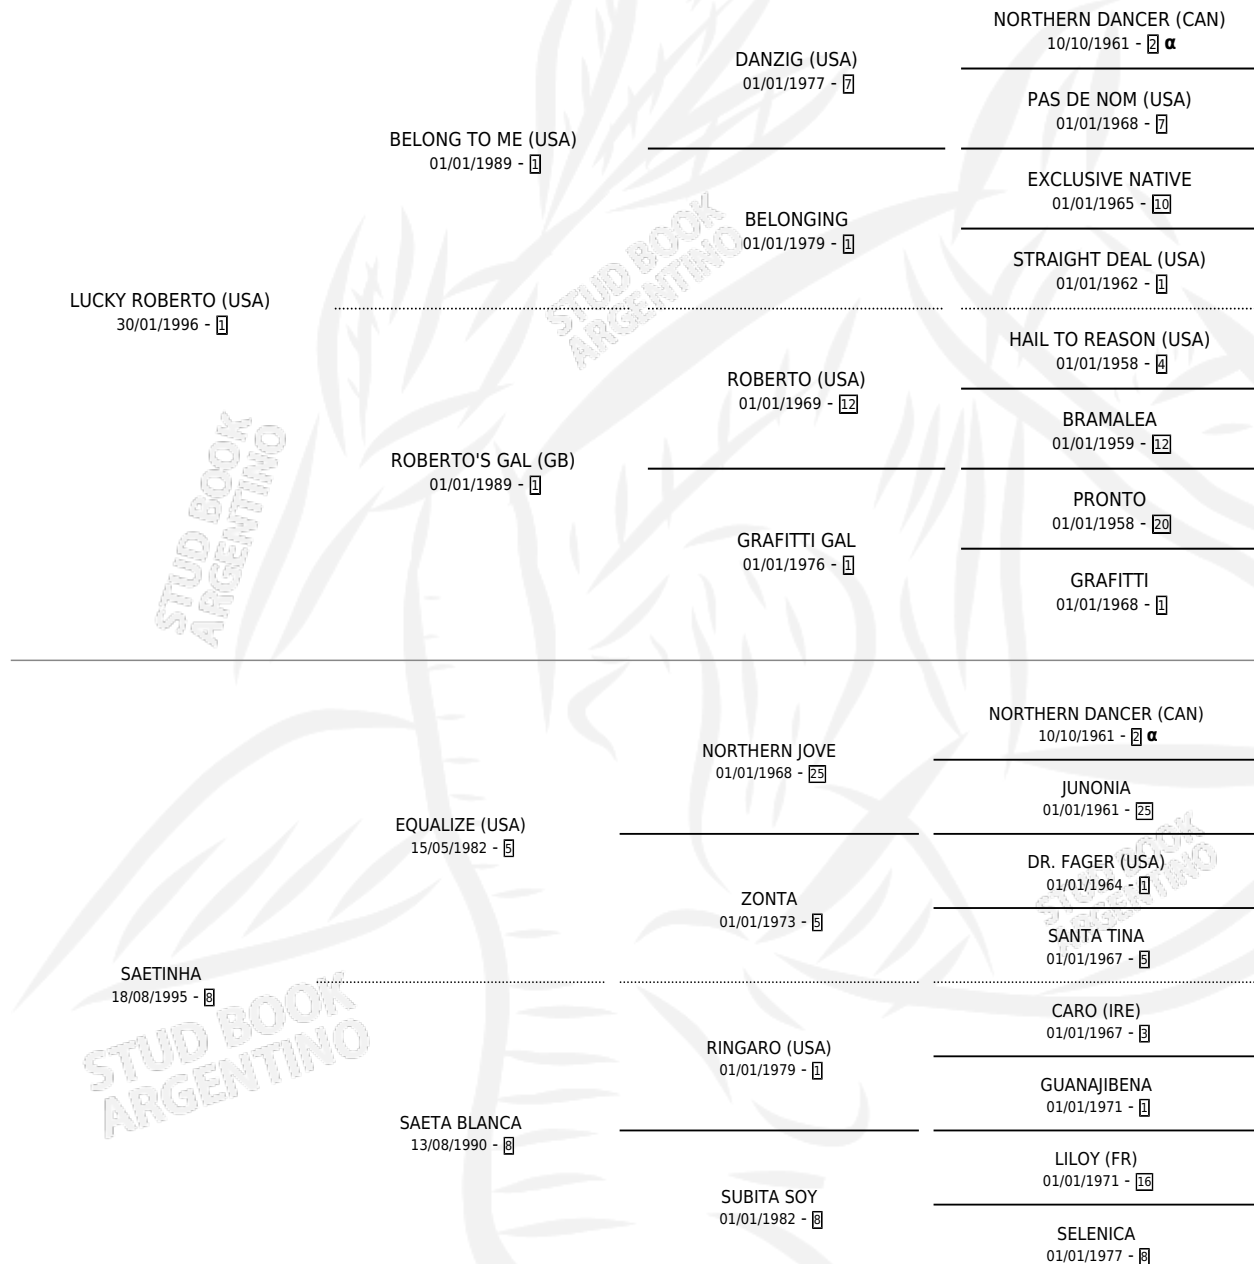 NORTHERN DANCER (CAN)
10/10/1961 - 2 α
DANZIG (USA)
01/01/1977 - 7
PAS DE NOM (USA)
01/01/1968 - 7
BELONG TO ME (USA)
01/01/1989 - 1
EXCLUSIVE NATIVE
01/01/1965 - 10
BELONGING
01/01/1979 - 1
STRAIGHT DEAL (USA)
01/01/1962 - 1
STUD BOOK
ARGENTINO
LUCKY ROBERTO (USA)
30/01/1996 - 1
HAIL TO REASON (USA)
01/01/1958 - 4
ROBERTO (USA)
01/01/1969 - 12
BRAMALEA
01/01/1959 - 12
ROBERTO'S GAL (GB)
01/01/1989 - 1
PRONTO
01/01/1958 - 20
GRAFITTI GAL
01/01/1976 - 1
GRAFITTI
01/01/1968 - 1
STUD BOOK
ARGENTINO
NORTHERN DANCER (CAN)
10/10/1961 - 2 α
NORTHERN JOVE
01/01/1968 - 25
JUNONIA
01/01/1961 - 25
EQUALIZE (USA)
15/05/1982 - 5
DR. FAGER (USA)
01/01/1964 - 1
ZONTA
01/01/1973 - 5
SANTA TINA
01/01/1967 - 5
STUD BOOK
ARGENTINO
SAETINHA
18/08/1995 - 8
CARO (IRE)
01/01/1967 - 3
RINGARO (USA)
01/01/1979 - 1
GUANAJIBENA
01/01/1971 - 1
STUD BOOK
ARGENTINO
SAETA BLANCA
13/08/1990 - 8
LILOY (FR)
01/01/1971 - 16
SUBITA SOY
01/01/1982 - 8
SELENICA
01/01/1977 - 8